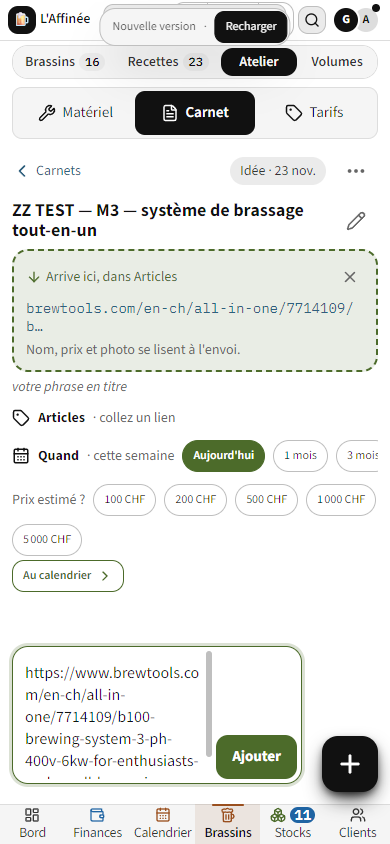 L'Affinée
Nouvelle version ·
Recharger
G
A
Brassins 16
Recettes 23
Atelier
Volumes
Matériel
Carnet
Tarifs
Carnets
Idée · 23 nov.
ZZ TEST — M3 — système de brassage
tout-en-un
Arrive ici, dans Articles
brewtools.com/en-ch/all-in-one/7714109/
b…
Nom, prix et photo se lisent à l'envoi.
votre phrase en titre
Articles · collez un lien
Quand · cette semaine
Aujourd'hui
1 mois
3 mois
Prix estimé ?
100 CHF
200 CHF
500 CHF
1 000 CHF
5 000 CHF
Au calendrier
https://www.brewtools.co
m/en-ch/all-in-
one/7714109/b100-
brewing-system-3-ph-
400v-6kw-for-enthusiasts-
Ajouter
Bord
Finances
Calendrier
Brassins
Stocks
11
Clients